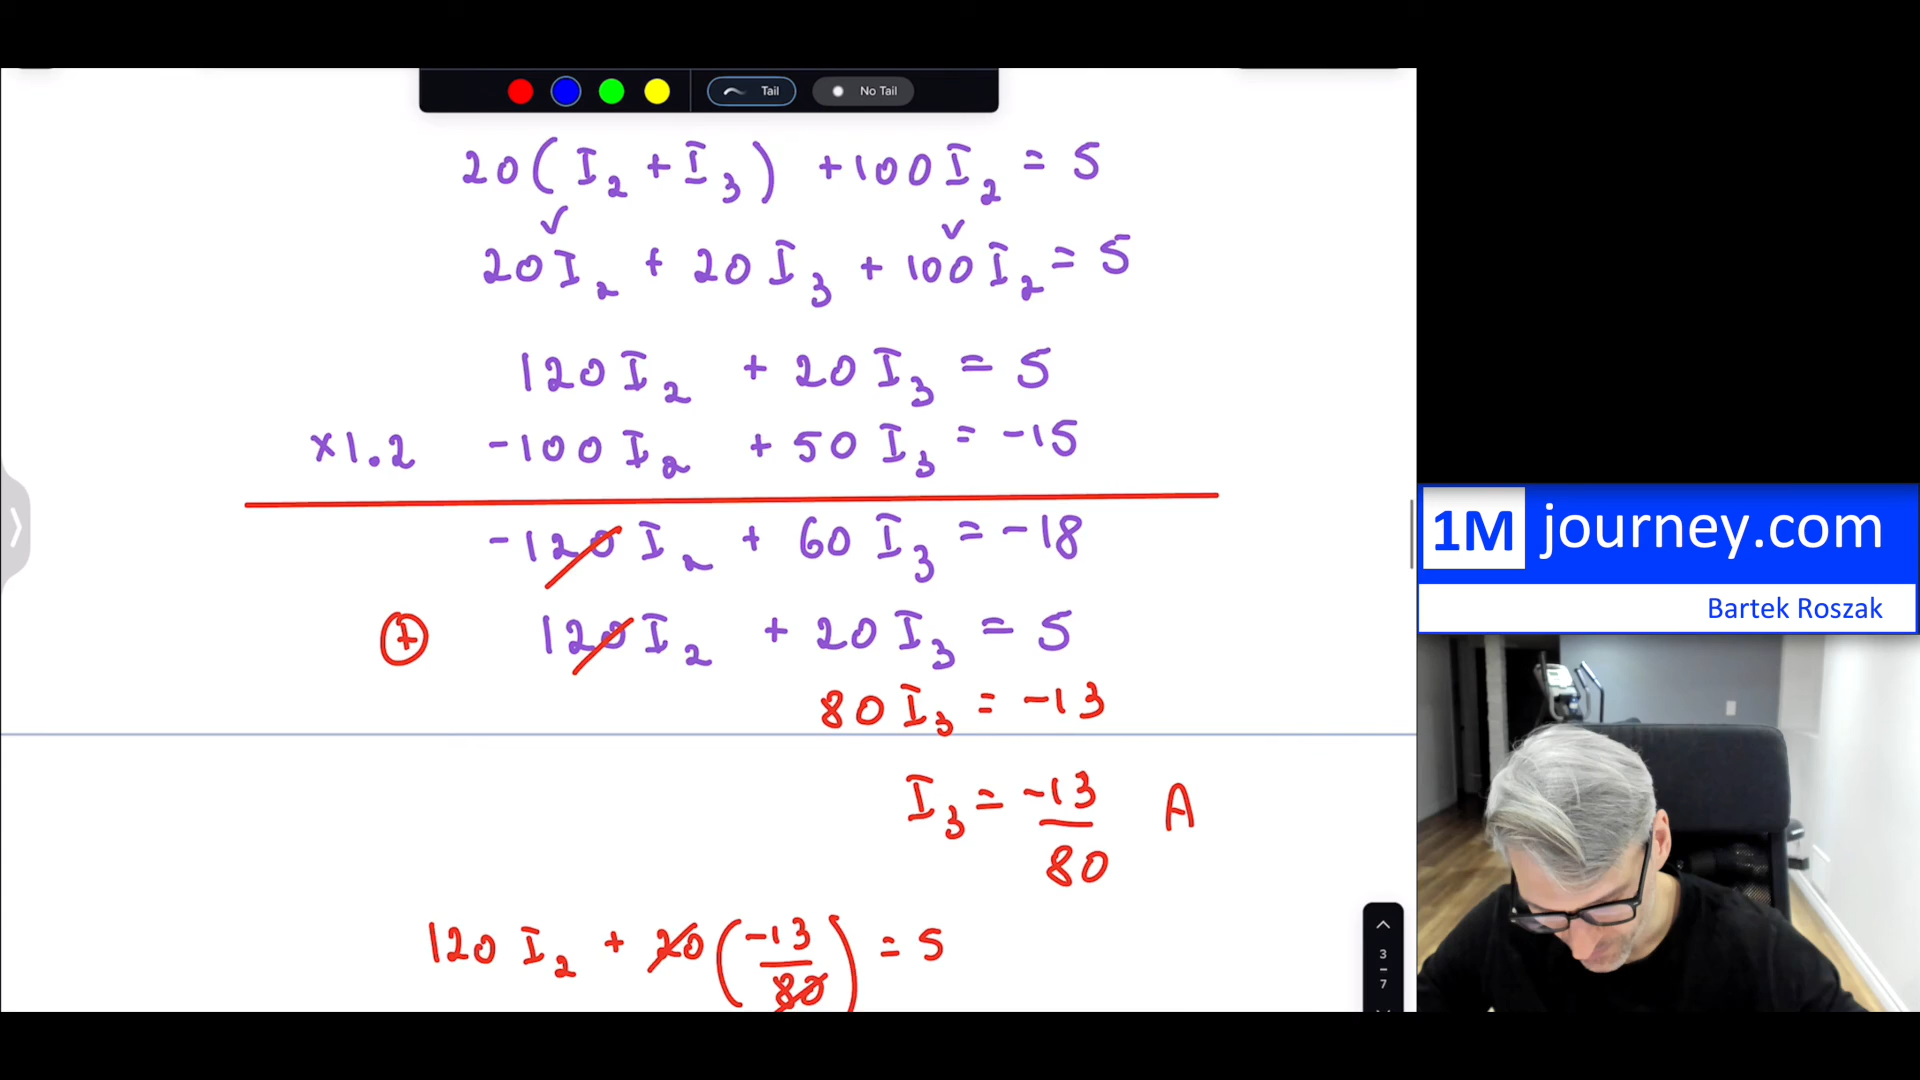 Tail No Tail
20(I₂ + I₃) +100I₂ = 5
✓ ✓
20I₂ + 20I₃ + 100I₂ = 5
120I₂ + 20I₃ = 5
×1.2 -100I₂ + 50I₃ = -15
-120I₂ + 60I₃ = -18
+ 120I₂ + 20I₃ = 5
80I₃ = -13
I₃ = -13/80 A
120I₂ + 20(-13/80) = 5
3
7
1M journey.com
Bartek Roszak